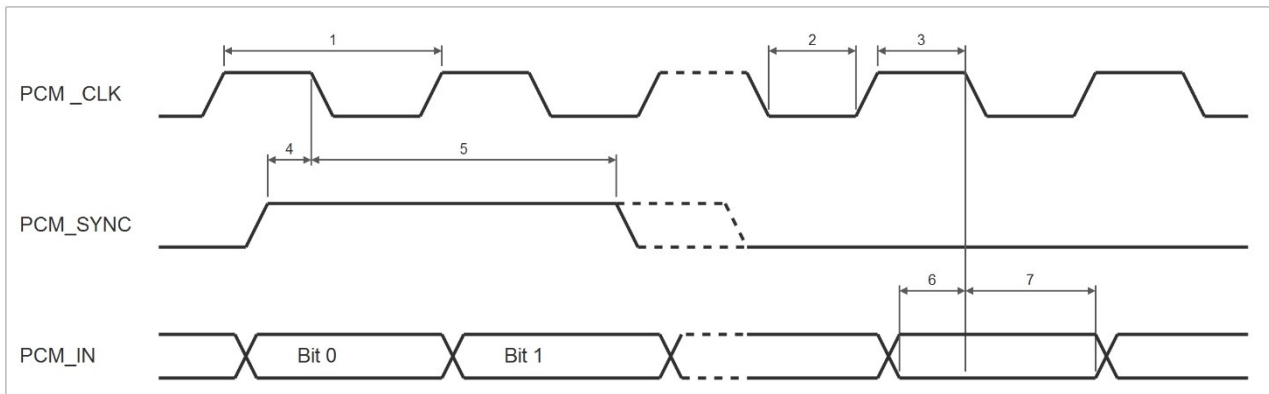 1
2
3
PCM _CLK
4
5
PCM_SYNC
6
7
PCM_IN
Bit 0
Bit 1